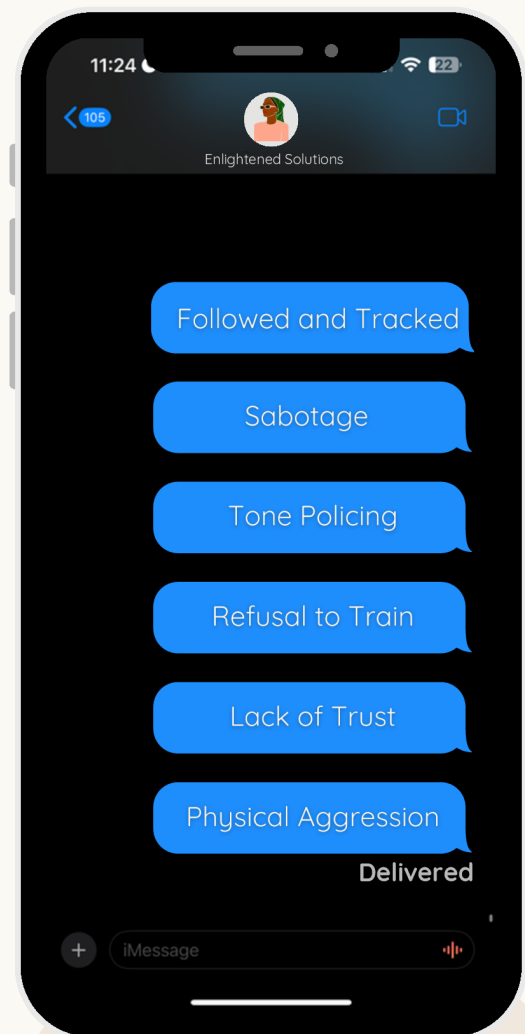 11:24
22
105
Enlightened Solutions
Followed and Tracked
Sabotage
Tone Policing
Refusal to Train
Lack of Trust
Physical Aggression
Delivered
iMessage